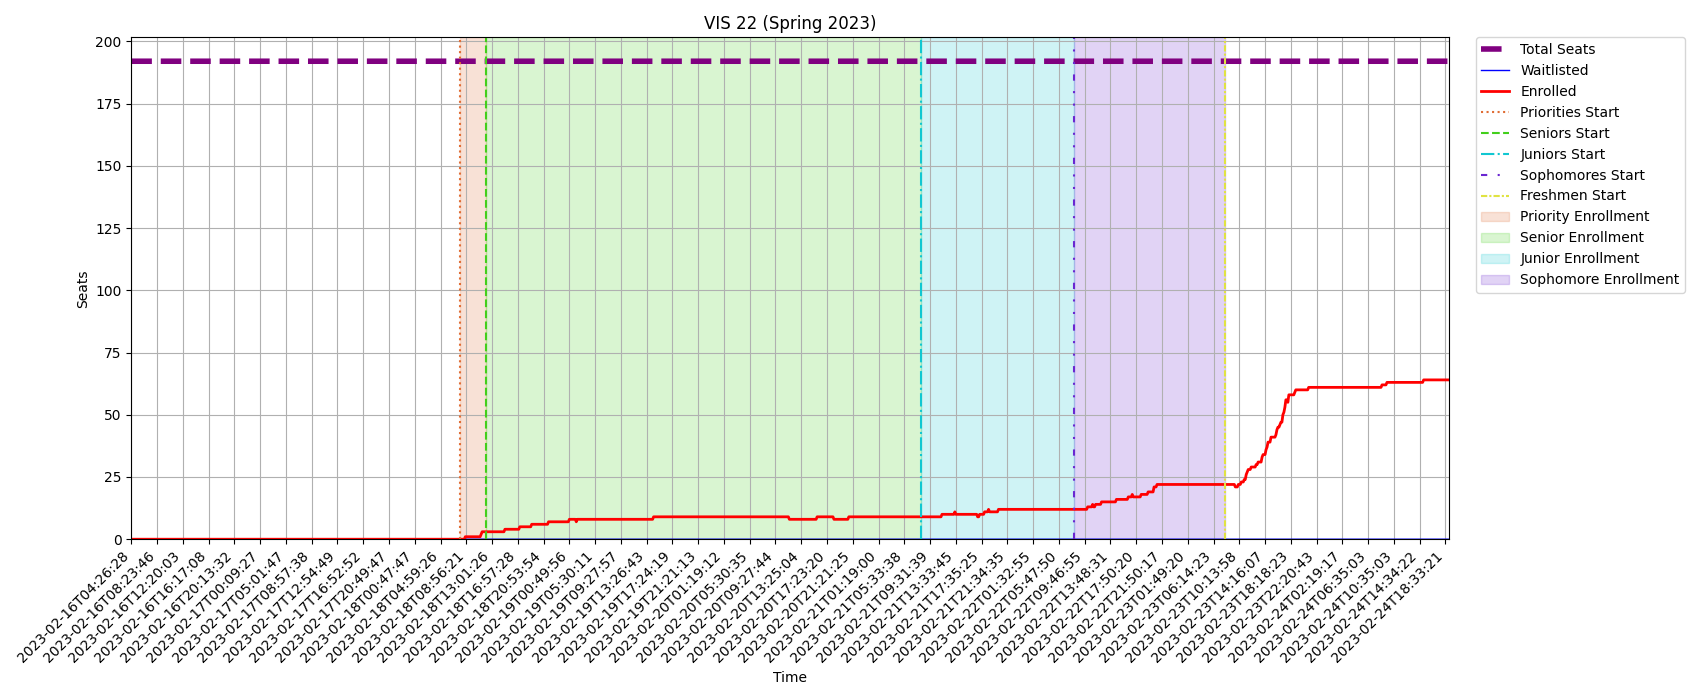 VIS 22 (Spring 2023)
200
175
150
125
100
75
50
25
0
Seats
2023-02-16T04:26:28
2023-02-16T08:23:46
2023-02-16T12:20:03
2023-02-16T16:17:08
2023-02-16T20:13:32
2023-02-17T00:09:27
2023-02-17T05:01:47
2023-02-17T08:57:38
2023-02-17T12:54:49
2023-02-17T16:52:52
2023-02-17T20:49:47
2023-02-18T00:47:47
2023-02-18T04:59:26
2023-02-18T08:56:21
2023-02-18T13:01:26
2023-02-18T16:57:28
2023-02-18T20:53:54
2023-02-19T00:49:56
2023-02-19T05:30:11
2023-02-19T09:27:57
2023-02-19T13:26:43
2023-02-19T17:24:19
2023-02-19T21:21:13
2023-02-20T01:19:12
2023-02-20T05:30:35
2023-02-20T09:27:44
2023-02-20T13:25:04
2023-02-20T17:23:20
2023-02-20T21:21:25
2023-02-21T01:19:00
2023-02-21T05:33:39
2023-02-21T09:31:39
2023-02-21T13:33:45
2023-02-21T17:35:25
2023-02-21T21:34:35
2023-02-22T01:32:55
2023-02-22T05:47:50
2023-02-22T09:46:55
2023-02-22T13:48:31
2023-02-22T17:50:20
2023-02-22T21:50:17
2023-02-23T01:49:20
2023-02-23T06:14:23
2023-02-23T10:13:58
2023-02-23T14:16:07
2023-02-23T18:18:23
2023-02-23T22:20:43
2023-02-24T02:19:17
2023-02-24T06:35:03
2023-02-24T10:35:03
2023-02-24T14:34:22
2023-02-24T18:33:21
Time
Total Seats
Waitlisted
Enrolled
Priorities Start
Seniors Start
Juniors Start
Sophomores Start
Freshmen Start
Priority Enrollment
Senior Enrollment
Junior Enrollment
Sophomore Enrollment